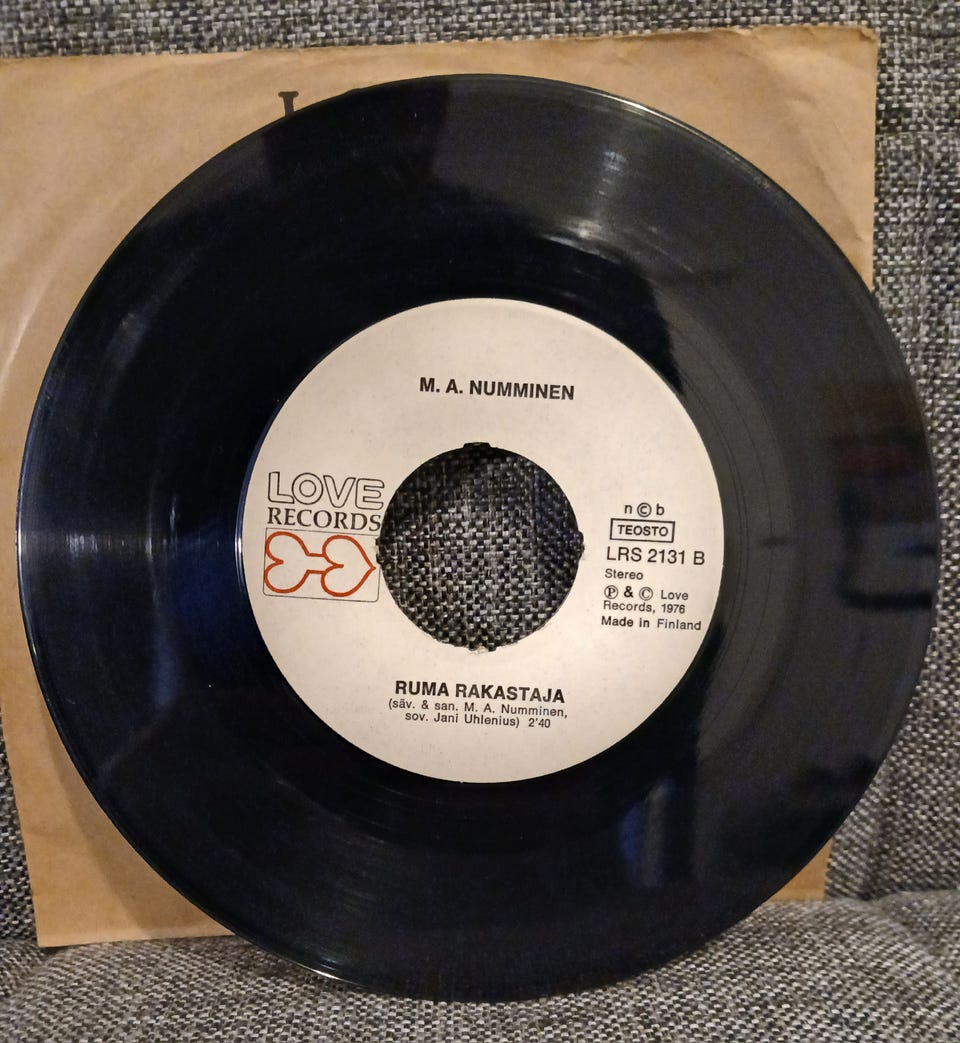 M. A. NUMMINEN
LOVE
RECORDS
n © b
TEOSTO
LRS 2131 B
Stereo
Ⓟ & © Love
Records, 1976
Made in Finland
RUMA RAKASTAJA
(säv. & san. M. A. Numminen,
sov. Jani Uhlenius) 2'40